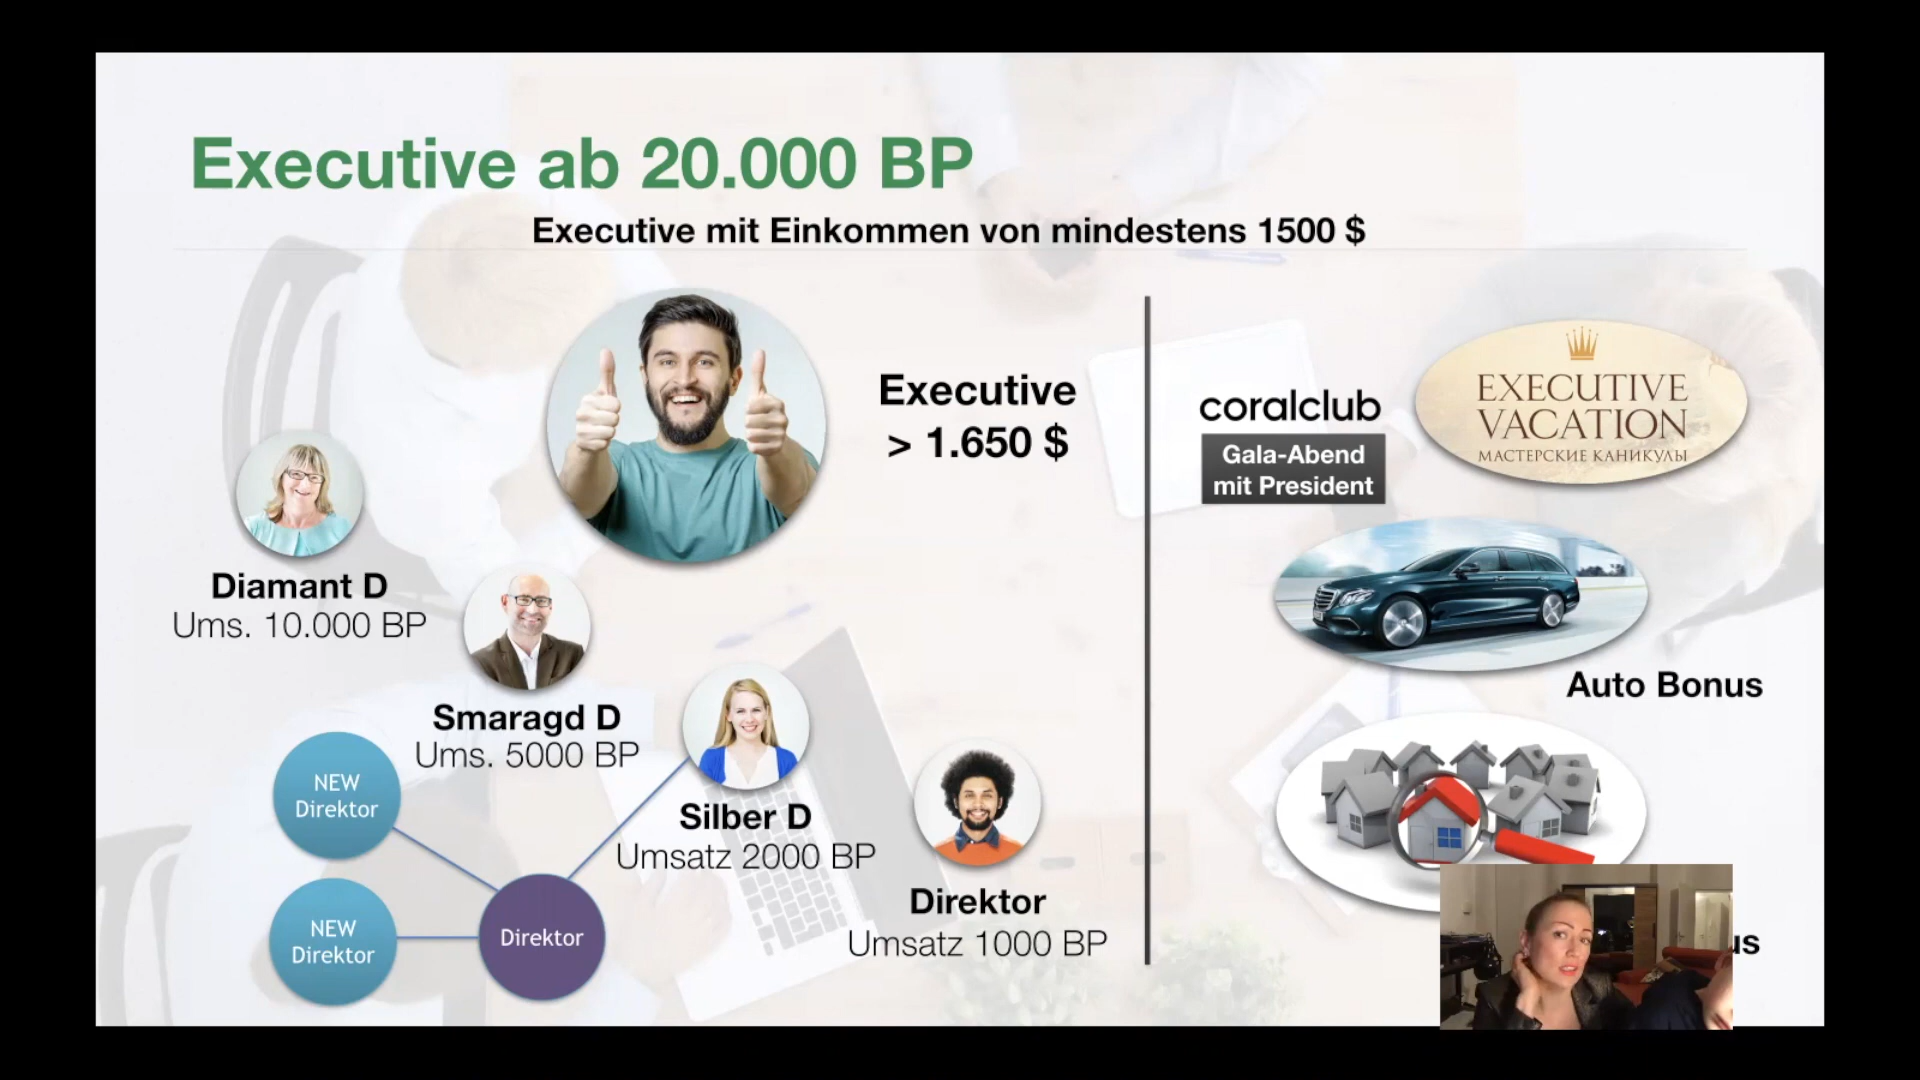 Executive ab 20.000 BP
Executive mit Einkommen von mindestens 1500 $
Executive
> 1.650 $
Diamant D
Ums. 10.000 BP
Smaragd D
Ums. 5000 BP
Silber D
Umsatz 2000 BP
Direktor
Umsatz 1000 BP
NEW
Direktor
NEW
Direktor
Direktor
coralclub
Gala-Abend
mit President
EXECUTIVE
VACATION
МАСТЕРСКИЕ КАНИКУЛЫ
Auto Bonus